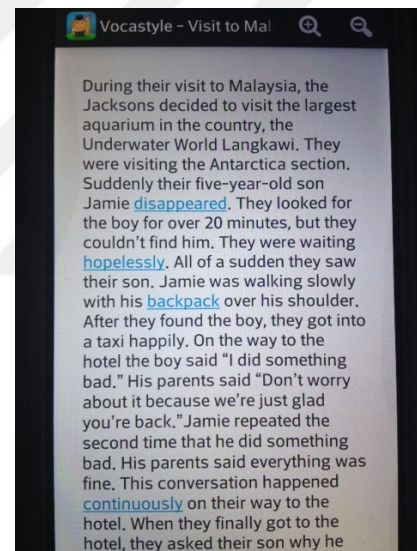 Vocastyle - Visit to Mal
During their visit to Malaysia, the
Jacksons decided to visit the largest
aquarium in the country, the
Underwater World Langkawi. They
were visiting the Antarctica section.
Suddenly their five-year-old son
Jamie disappeared. They looked for
the boy for over 20 minutes, but they
couldn't find him. They were waiting
hopelessly. All of a sudden they saw
their son. Jamie was walking slowly
with his backpack over his shoulder.
After they found the boy, they got into
a taxi happily. On the way to the
hotel the boy said “I did something
bad.” His parents said “Don't worry
about it because we're just glad
you're back.”Jamie repeated the
second time that he did something
bad. His parents said everything was
fine. This conversation happened
continuously on their way to the
hotel. When they finally got to the
hotel, they asked their son why he